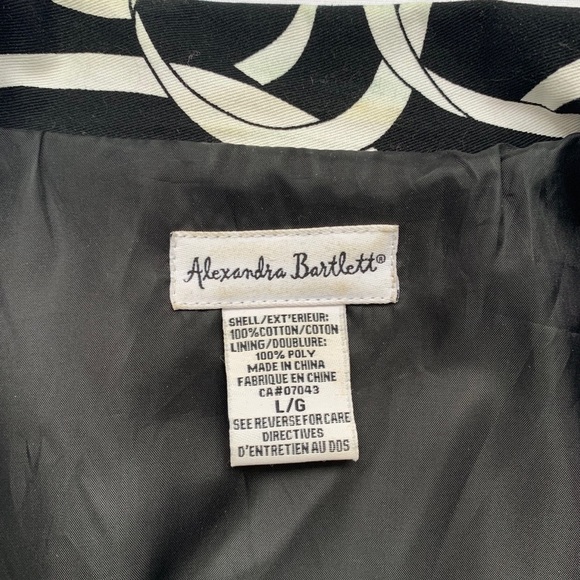 Alexandra Bartlett®
SHELL/EXT'ERIEUR:
100%COTTON/COTON
LINING/DOUBLURE:
100% POLY
MADE IN CHINA
FABRIQUE EN CHINE
CA#07043
L/G
SEE REVERSE FOR CARE
DIRECTIVES
D'ENTRETIEN AU DOS